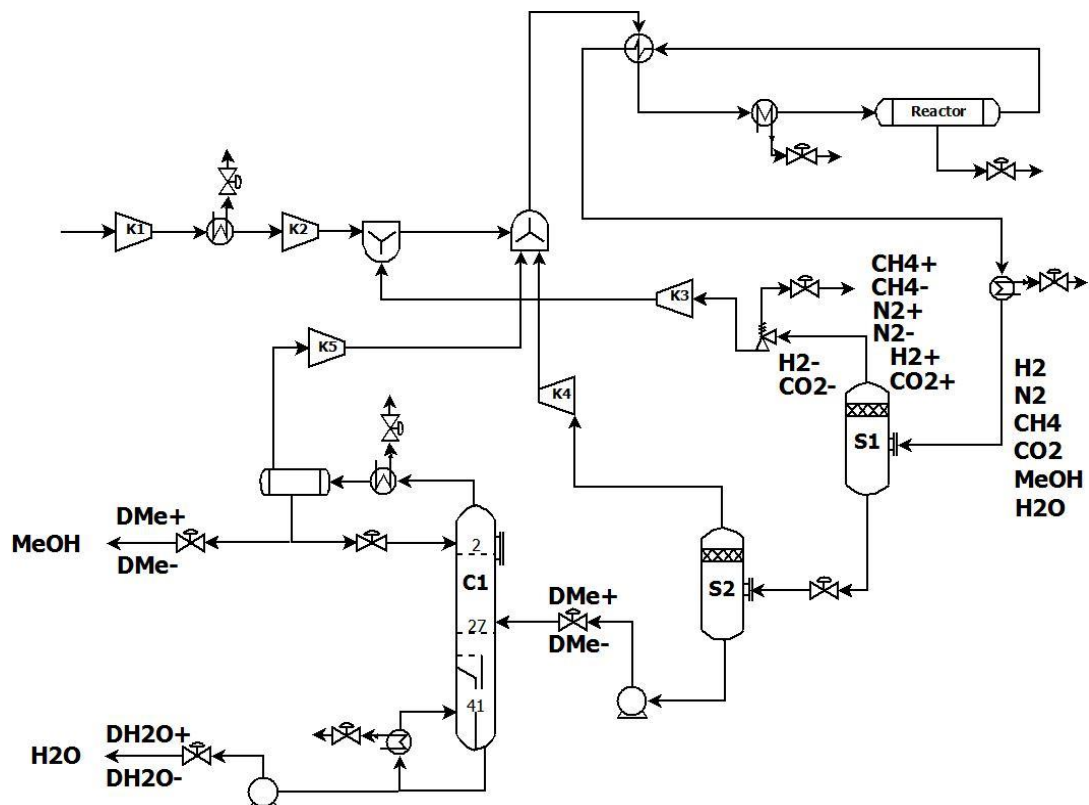 Reactor
K1
K2
K3
CH4+
CH4-
N2+
N2-
H2+
CO2+
H2-
CO2-
H2
N2
CH4
CO2
MeOH
H2O
K5
K4
S1
DMe+
MeOH
DMe-
2
C1
27
41
DMe+
DMe-
S2
DH2O+
H2O
DH2O-